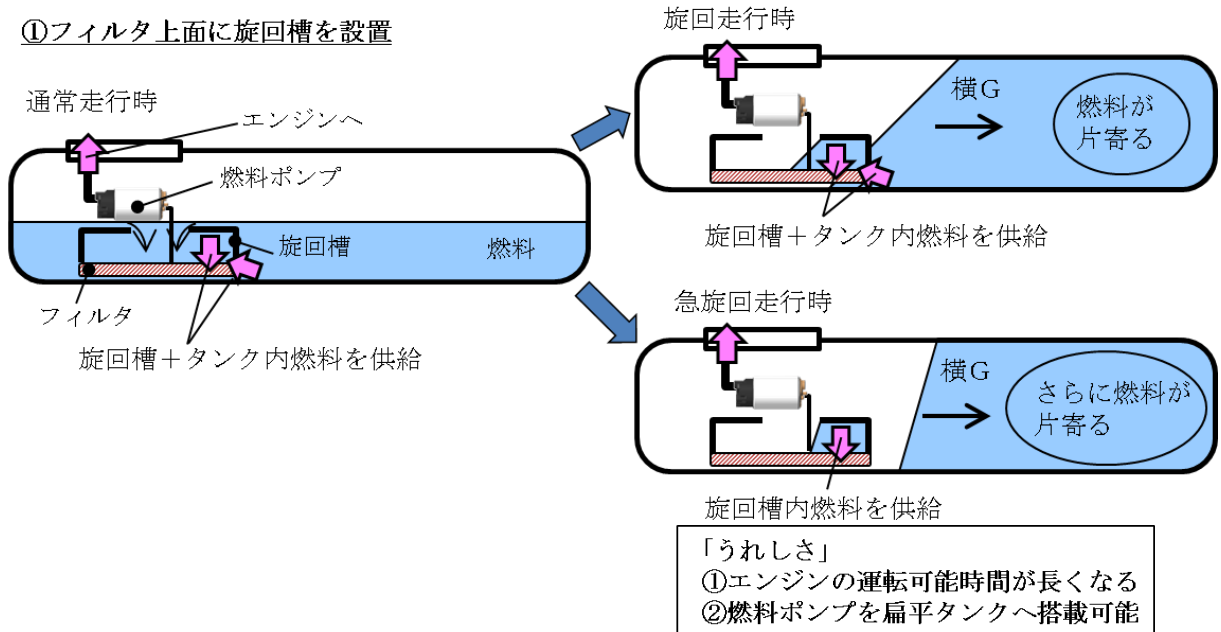 ①フィルタ上面に旋回槽を設置
通常走行時
エンジンへ
燃料ポンプ
旋回槽
燃料
フィルタ
旋回槽＋タンク内燃料を供給
旋回走行時
横G
燃料が
片寄る
旋回槽＋タンク内燃料を供給
急旋回走行時
横G
さらに燃料が
片寄る
旋回槽内燃料を供給
「うれしさ」
①エンジンの運転可能時間が長くなる
②燃料ポンプを扁平タンクへ搭載可能